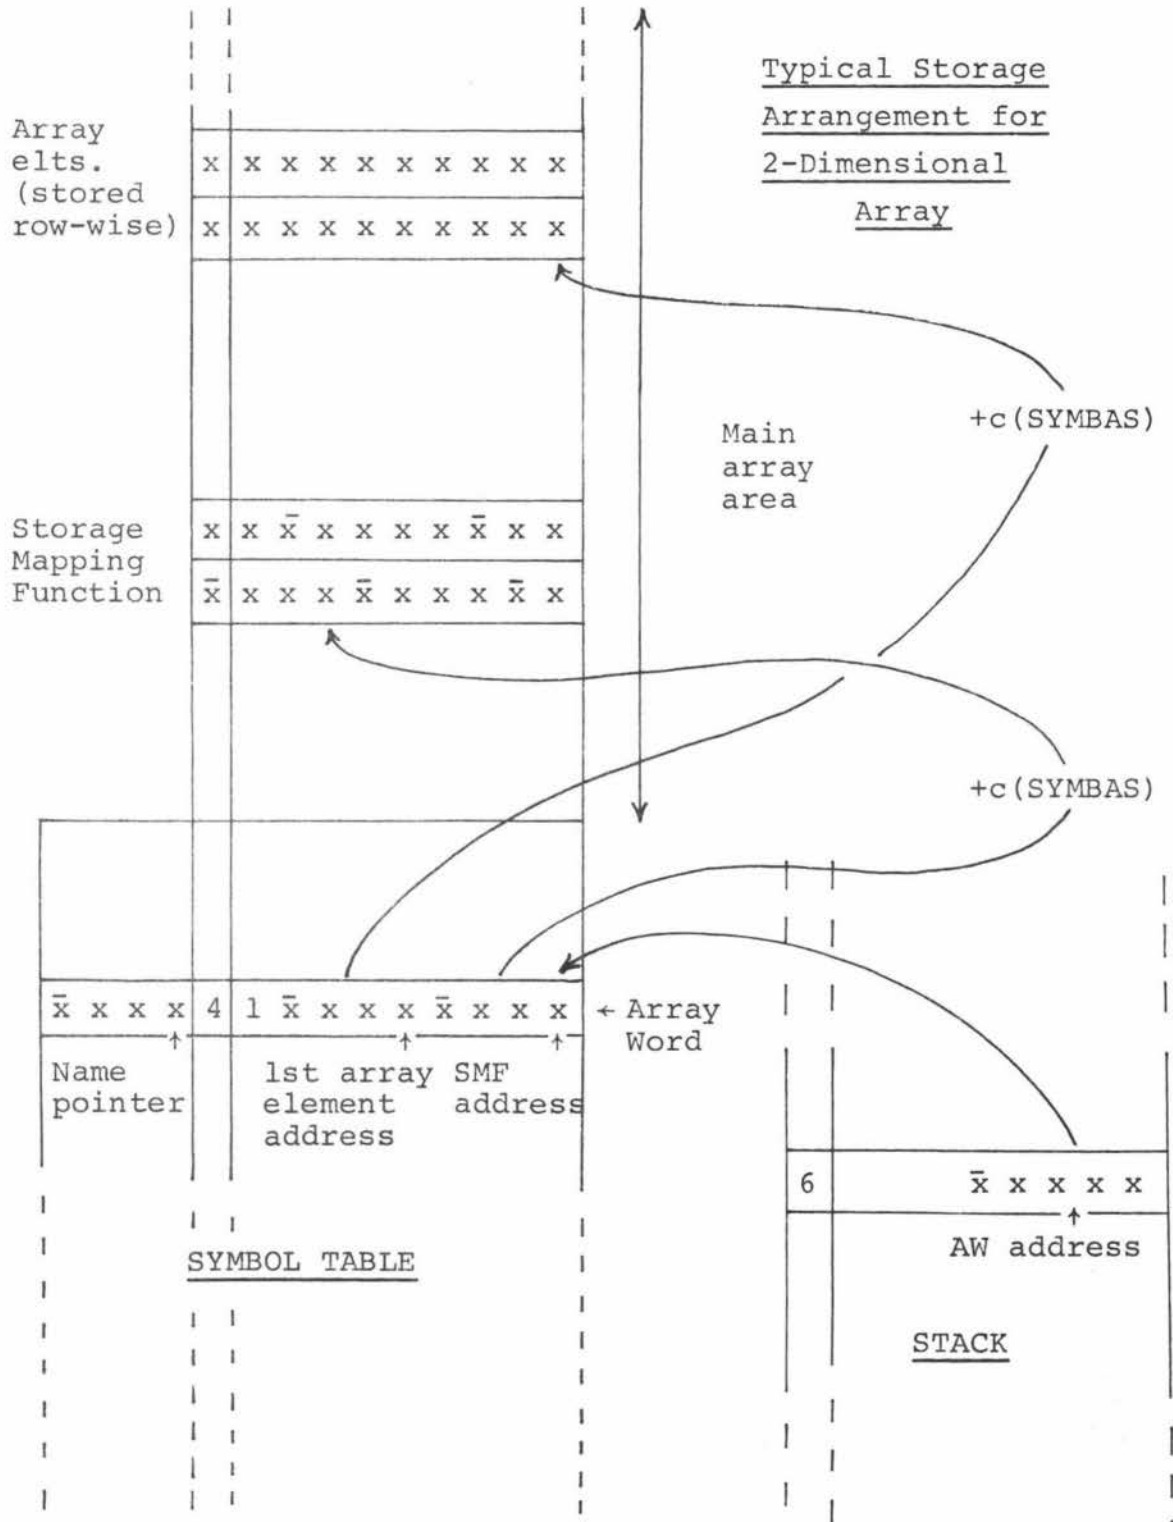 Typical Storage
Arrangement for
2-Dimensional
Array
Array
elts.
(stored
row-wise)
x x x x x x x x x x
x x x x x x x x x x
+c(SYMBAS)
Main
array
area
Storage
Mapping
Function
x x x̄ x x x x x̄ x x
x̄ x x x x̄ x x x x̄ x
+c(SYMBAS)
x̄ x x x 4 1 x̄ x x x x̄ x x x
← Array
Word
Name
pointer
1st array
element
address
SMF
address
6 x̄ x x x x
AW address
SYMBOL TABLE
STACK